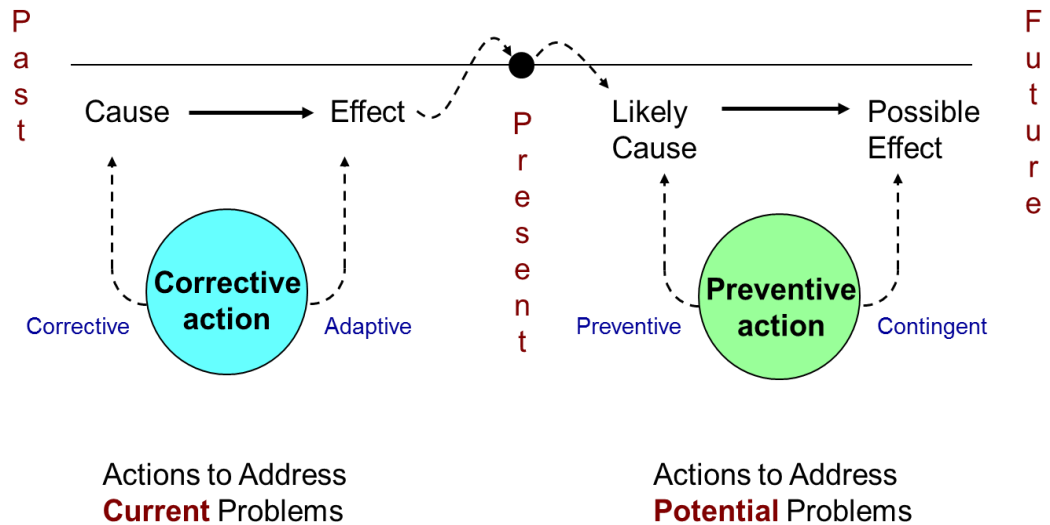 Past
Future
Present
Cause
Effect
Likely
Cause
Possible
Effect
Corrective
action
Corrective
Adaptive
Preventive
action
Preventive
Contingent
Actions to Address
Current Problems
Actions to Address
Potential Problems